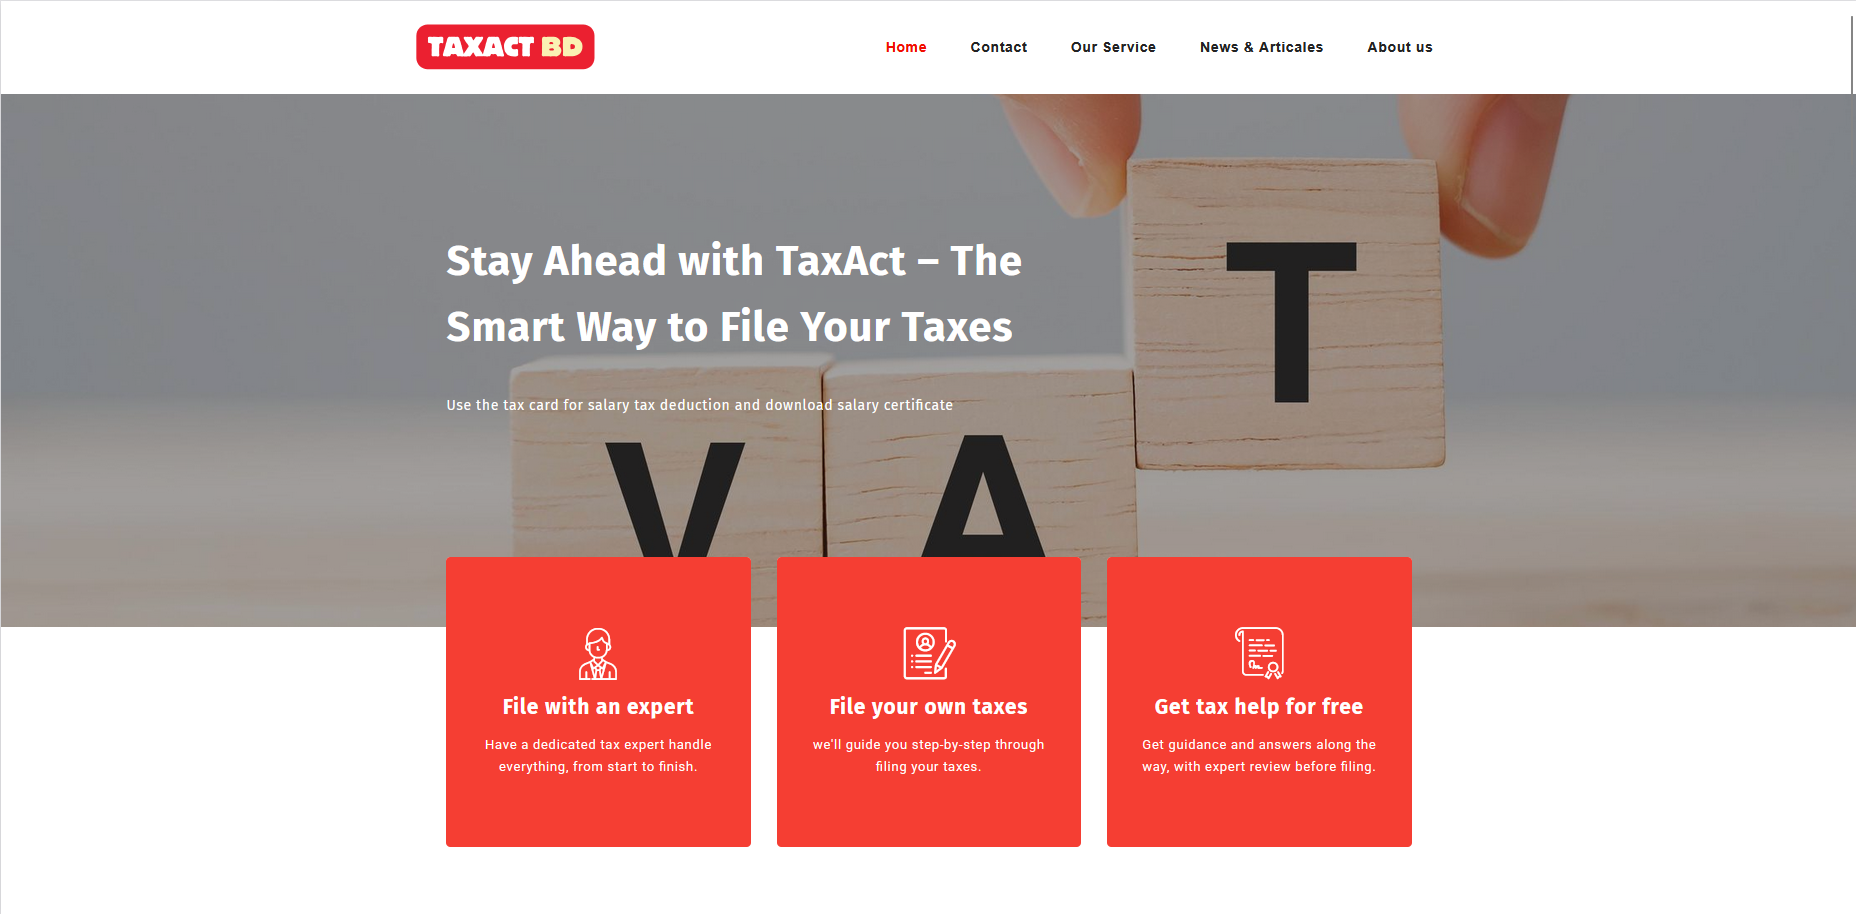 TAXACT BD
Home Contact Our Service News & Articales About us
Stay Ahead with TaxAct – The
Smart Way to File Your Taxes
Use the tax card for salary tax deduction and download salary certificate
T
V A
File with an expert
Have a dedicated tax expert handle
everything, from start to finish.
File your own taxes
we'll guide you step-by-step through
filing your taxes.
Get tax help for free
Get guidance and answers along the
way, with expert review before filing.